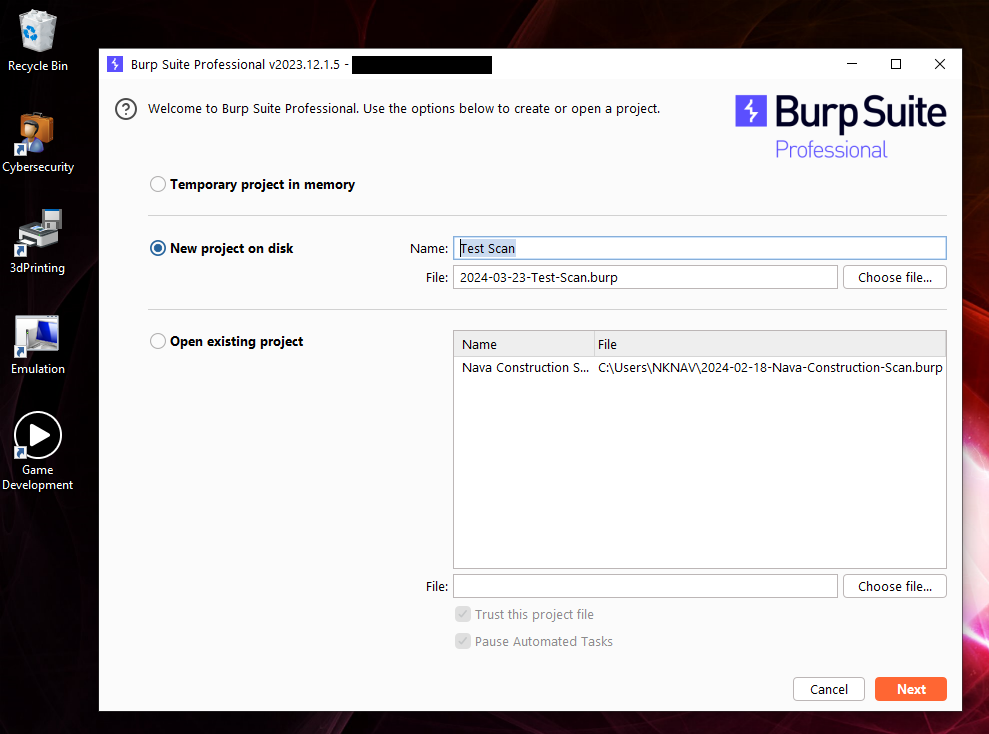 Recycle Bin
Cybersecurity
3dPrinting
Emulation
Game
Development
Burp Suite Professional v2023.12.1.5 -
Welcome to Burp Suite Professional. Use the options below to create or open a project.
Burp Suite
Professional
Temporary project in memory
New project on disk
Name: Test Scan
File: 2024-03-23-Test-Scan.burp Choose file...
Open existing project
Name File
Nava Construction S... C:\Users\NKNAV\2024-02-18-Nava-Construction-Scan.burp
File: Choose file...
Trust this project file
Pause Automated Tasks
Cancel Next